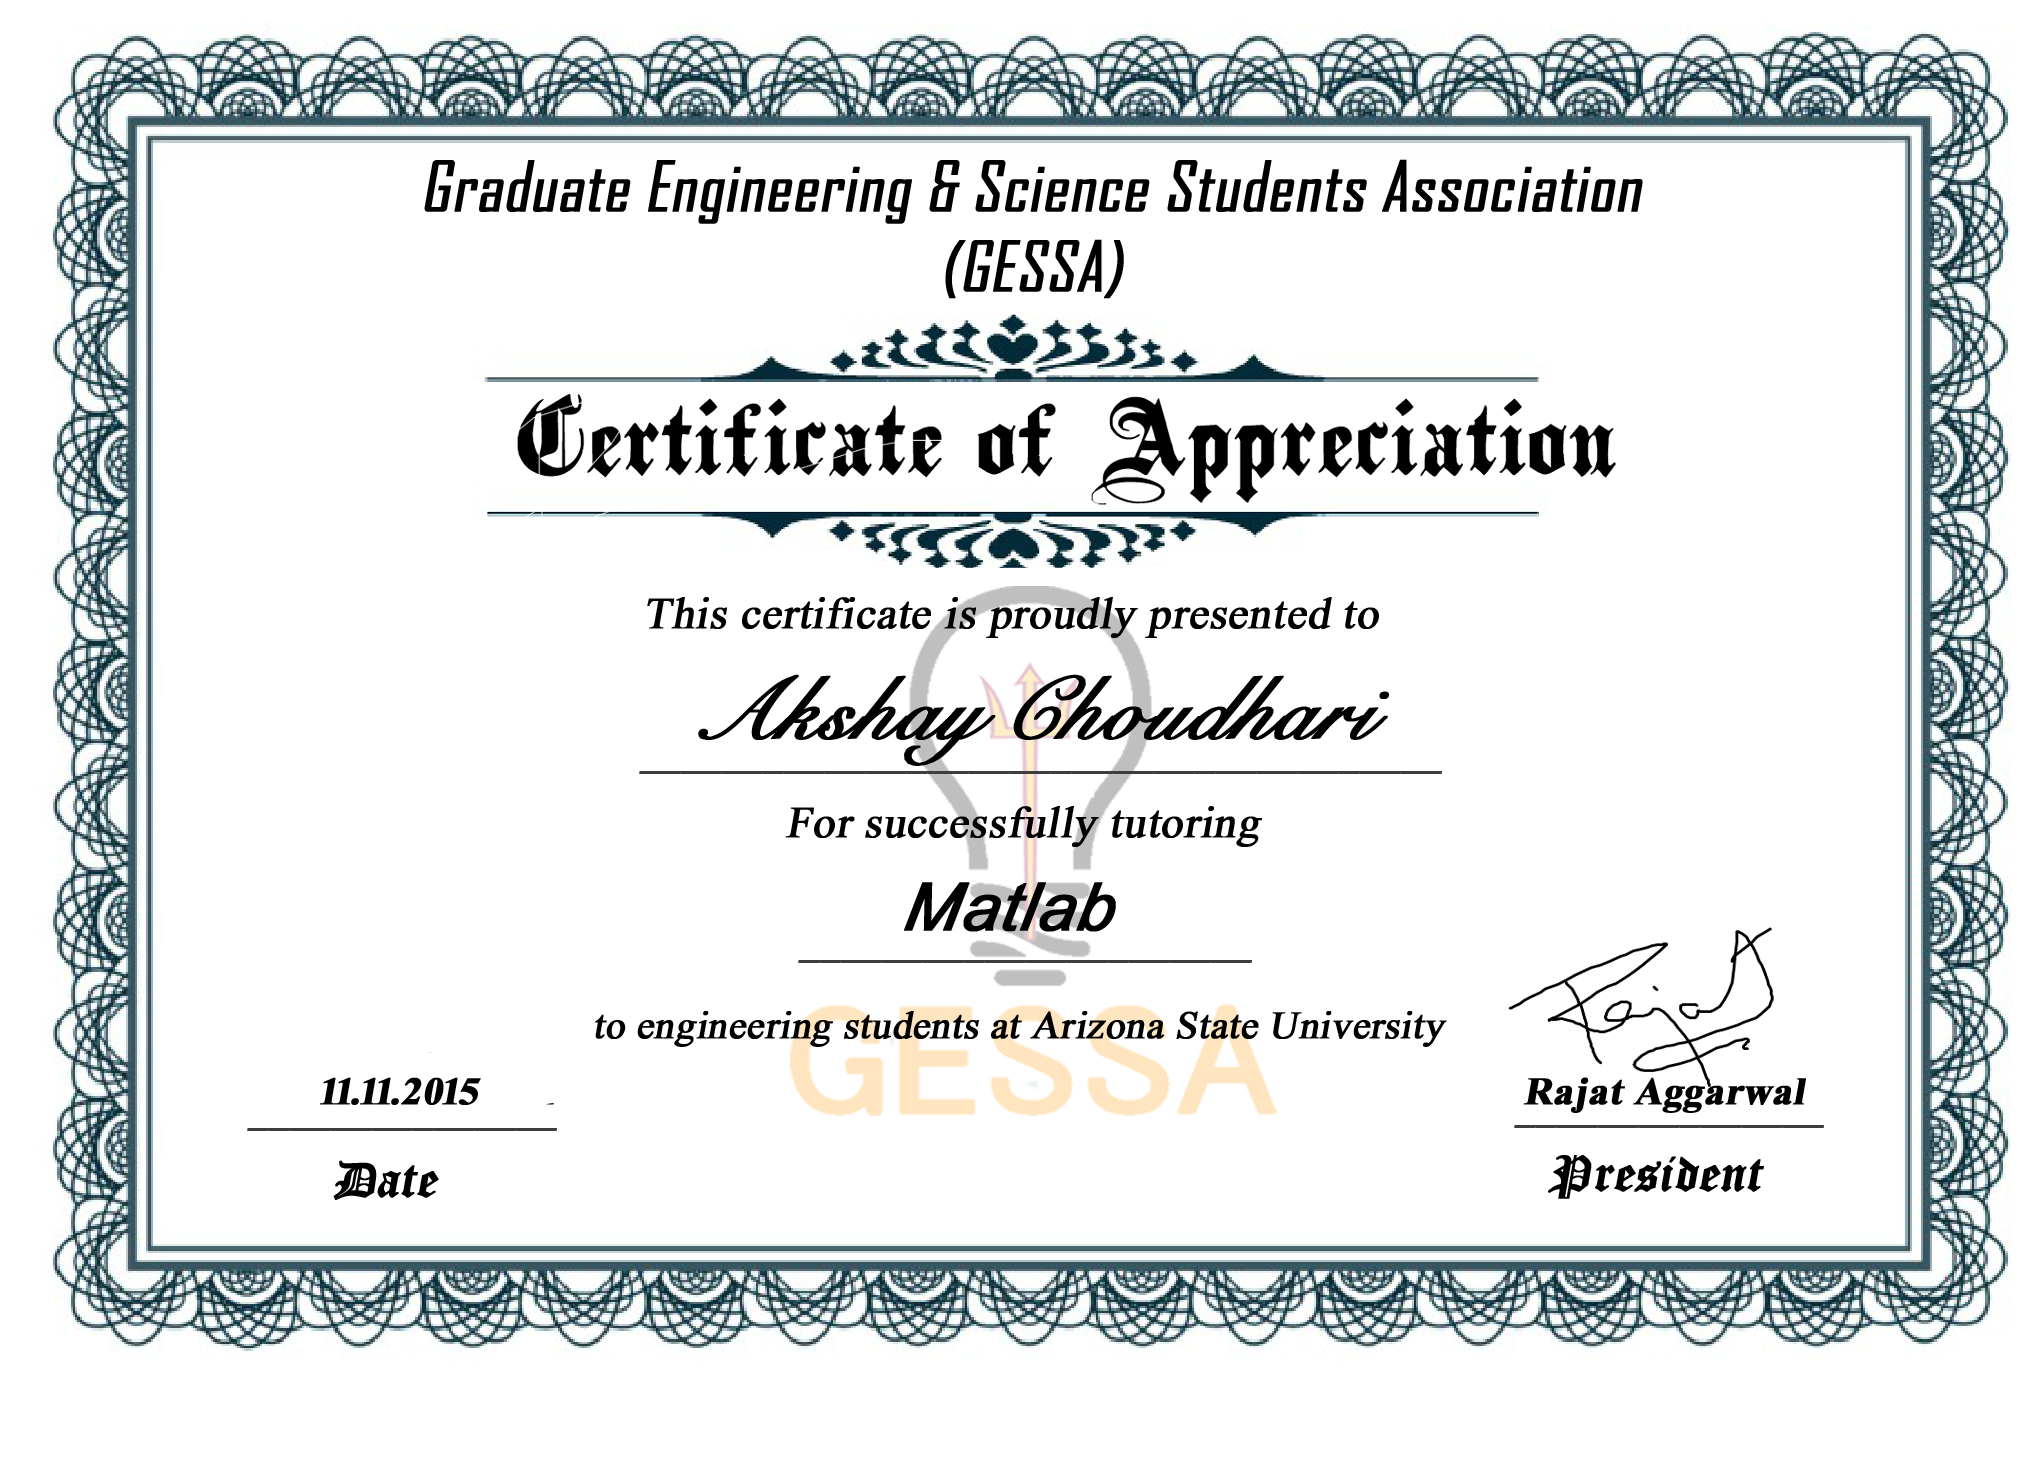 Graduate Engineering & Science Students Association
(GESSA)
Certificate of Appreciation
This certificate is proudly presented to
Akshay Choudhari
For successfully tutoring
Matlab
to engineering students at Arizona State University
GESSA
11.11.2015
Date
Rajat
Rajat Aggarwal
President